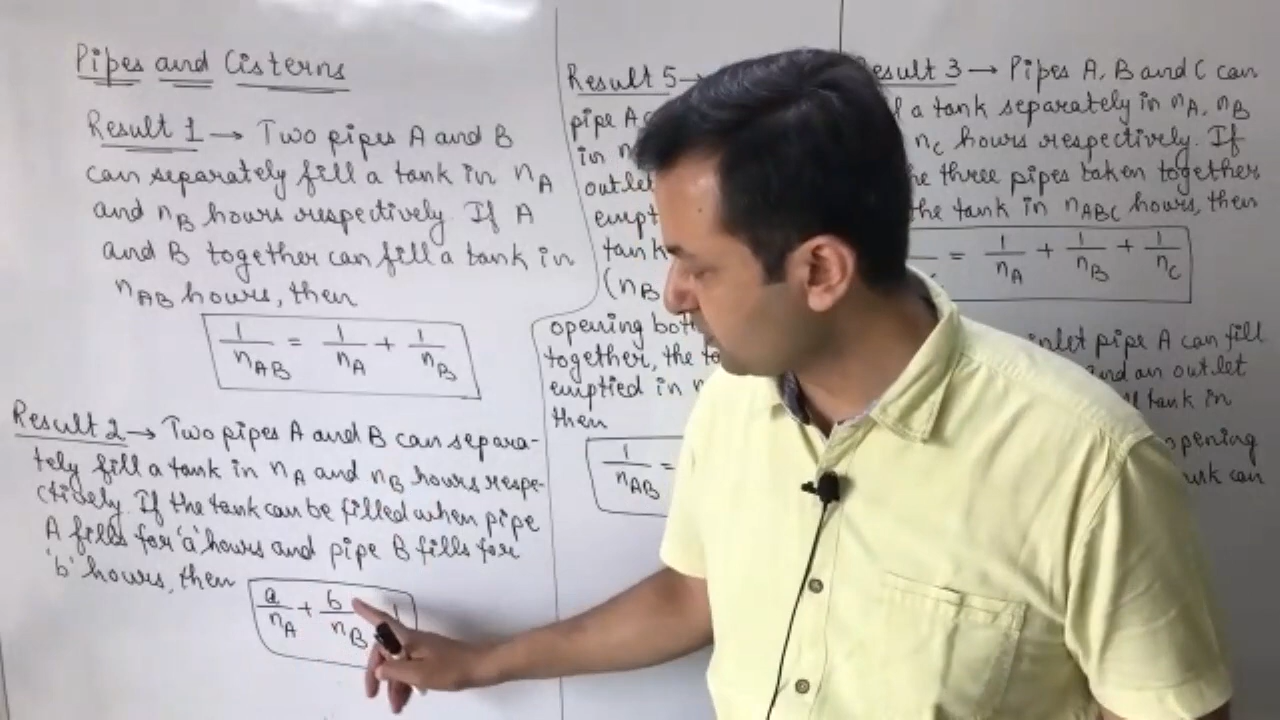 Pipes and Cisterns
Result 1 → Two pipes A and B
can separately fill a tank in n_A
and n_B hours respectively. If A
and B together can fill a tank in
n_AB hours, then
1/n_AB = 1/n_A + 1/n_B
Result 2 → Two pipes A and B can separa-
tely fill a tank in n_A and n_B hours respe-
ctively. If the tank can be filled when pipe
A fills for 'a' hours and pipe B fills for
'b' hours, then
a/n_A + b/n_B 1
Result 5 →
pipe A
in n
outlet
empt
tank
(n_B
opening both
together, the
emptied in n
then
1/n_AB =
Result 3 → Pipes A, B and C can
a tank separately in n_A, n_B
n_C hours respectively. If
the three pipes taken together
the tank in n_ABC hours, then
= 1/n_A + 1/n_B + 1/n_C
inlet pipe A can fill
and an outlet
tank in
opening
can